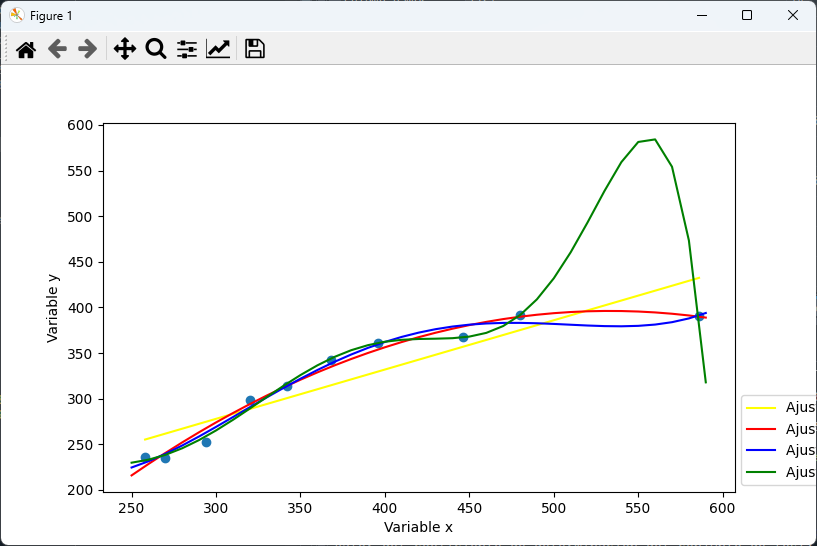 Figure 1
600
550
500
450
400
350
300
250
200
Variable y
250 300 350 400 450 500 550 600
Variable x
Ajus
Ajus
Ajus
Ajus